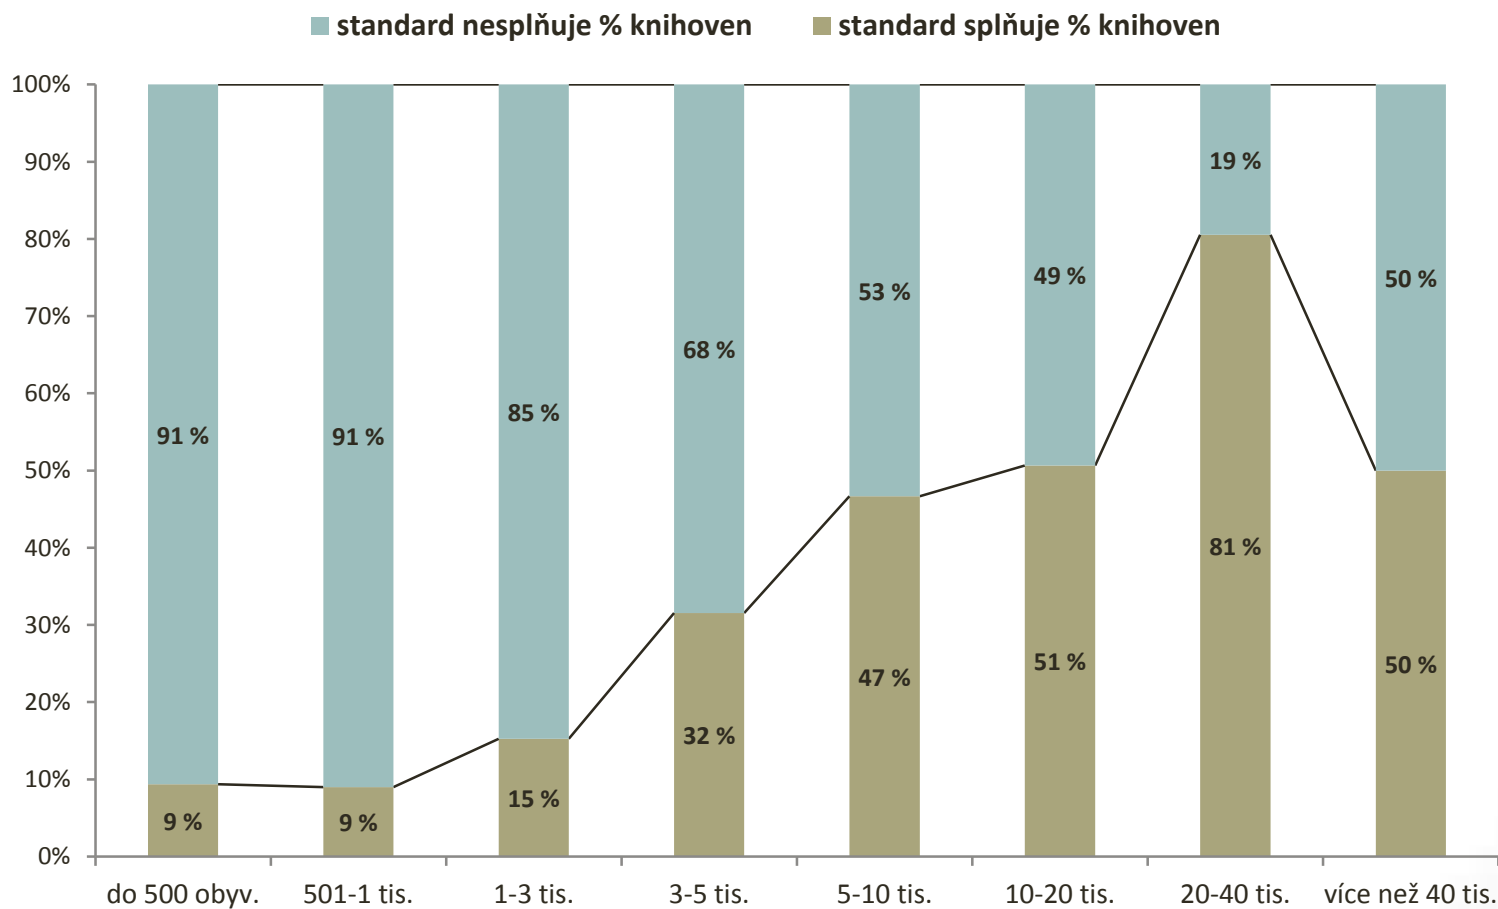 standard nesplňuje % knihoven standard splňuje % knihoven
100%
90%
80%
70%
60%
50%
40%
30%
20%
10%
0%
91 % 91 % 85 % 68 % 53 % 49 % 19 % 50 %
9 % 9 % 15 % 32 % 47 % 51 % 81 % 50 %
do 500 obyv. 501-1 tis. 1-3 tis. 3-5 tis. 5-10 tis. 10-20 tis. 20-40 tis. více než 40 tis.